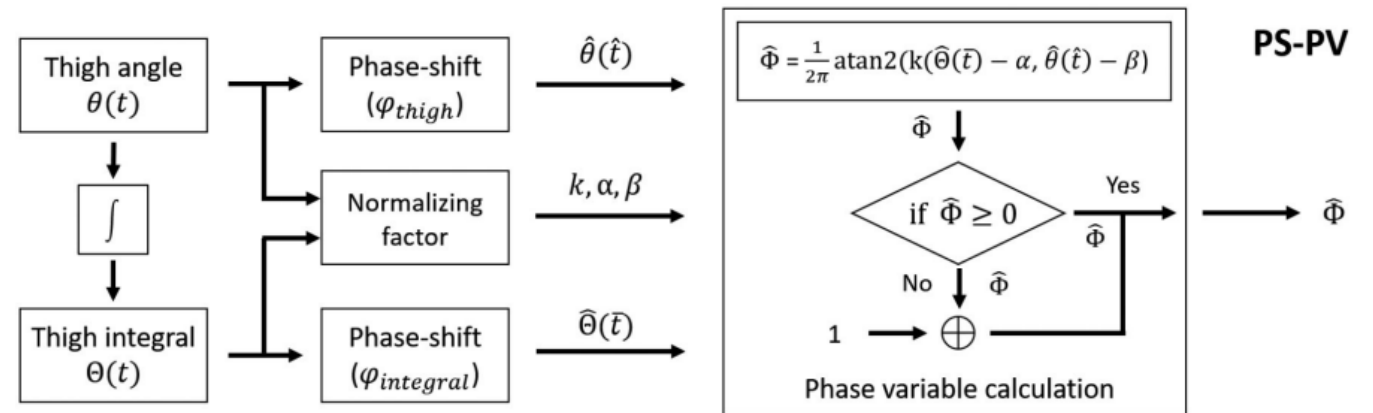 PS-PV
Thigh angle
θ(t)
Phase-shift
(φ_thigh)
θ̂(t̂)
Φ̂ = 1/2π atan2(k(Θ̂(t̄) − α, θ̂(t̂) − β)
Φ̂
∫
Normalizing
factor
k, α, β
if Φ̂ ≥ 0
Yes
Φ̂
Φ̂
No
Φ̂
Thigh integral
Θ(t)
Phase-shift
(φ_integral)
Θ̂(t̄)
1
Phase variable calculation